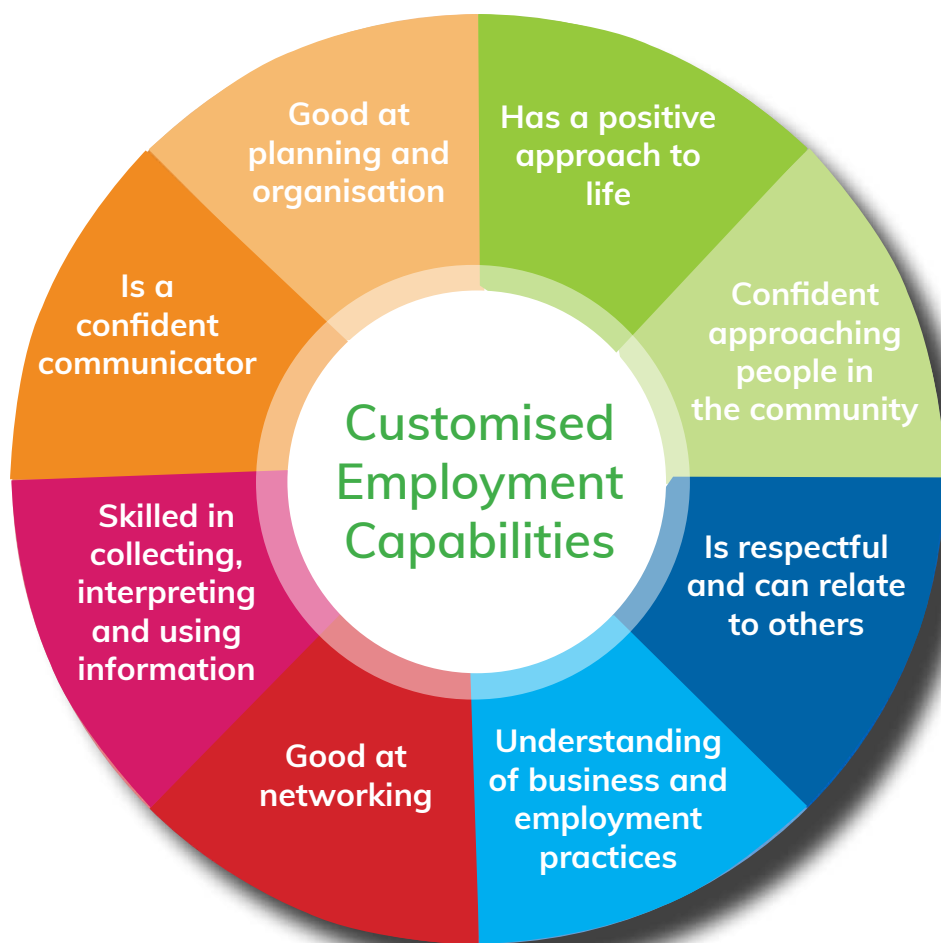 Good at
planning and
organisation
Has a positive
approach to
life
Confident
approaching
people in
the community
Is respectful
and can relate
to others
Understanding
of business and
employment
practices
Good at
networking
Skilled in
collecting,
interpreting
and using
information
Is a
confident
communicator
Customised
Employment
Capabilities